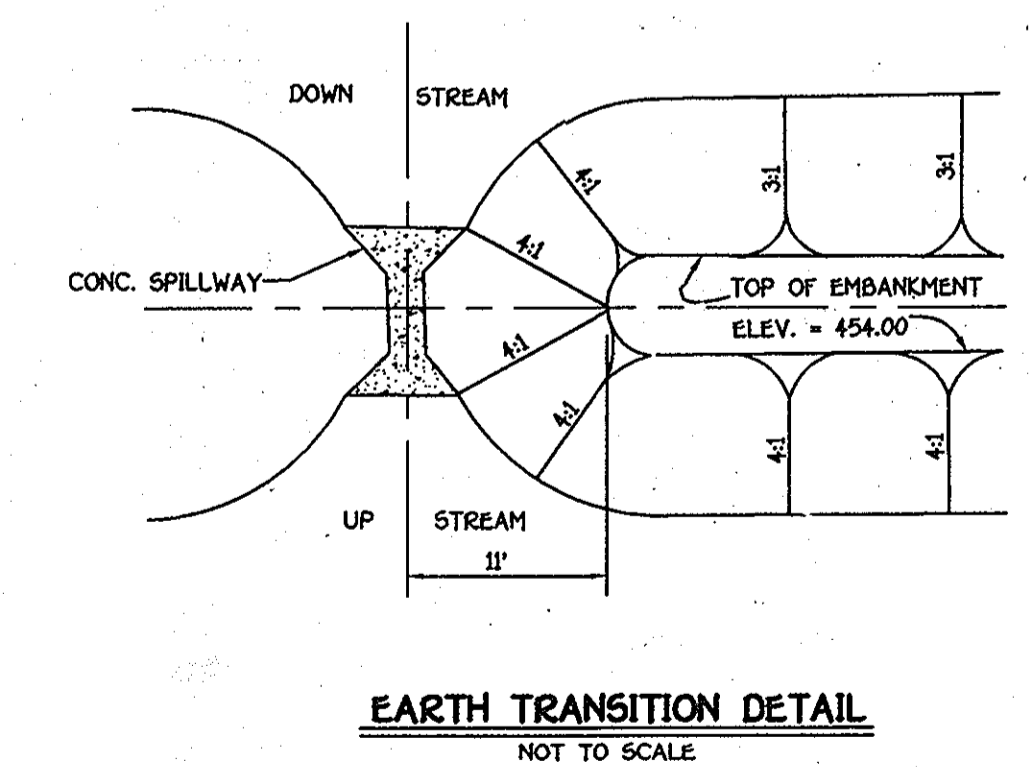 DOWN STREAM
4:1
3:1
3:1
4:1
CONC. SPILLWAY
TOP OF EMBANKMENT
ELEV. = 454.00
4:1
4:1
4:1
4:1
UP STREAM
11'
EARTH TRANSITION DETAIL
NOT TO SCALE